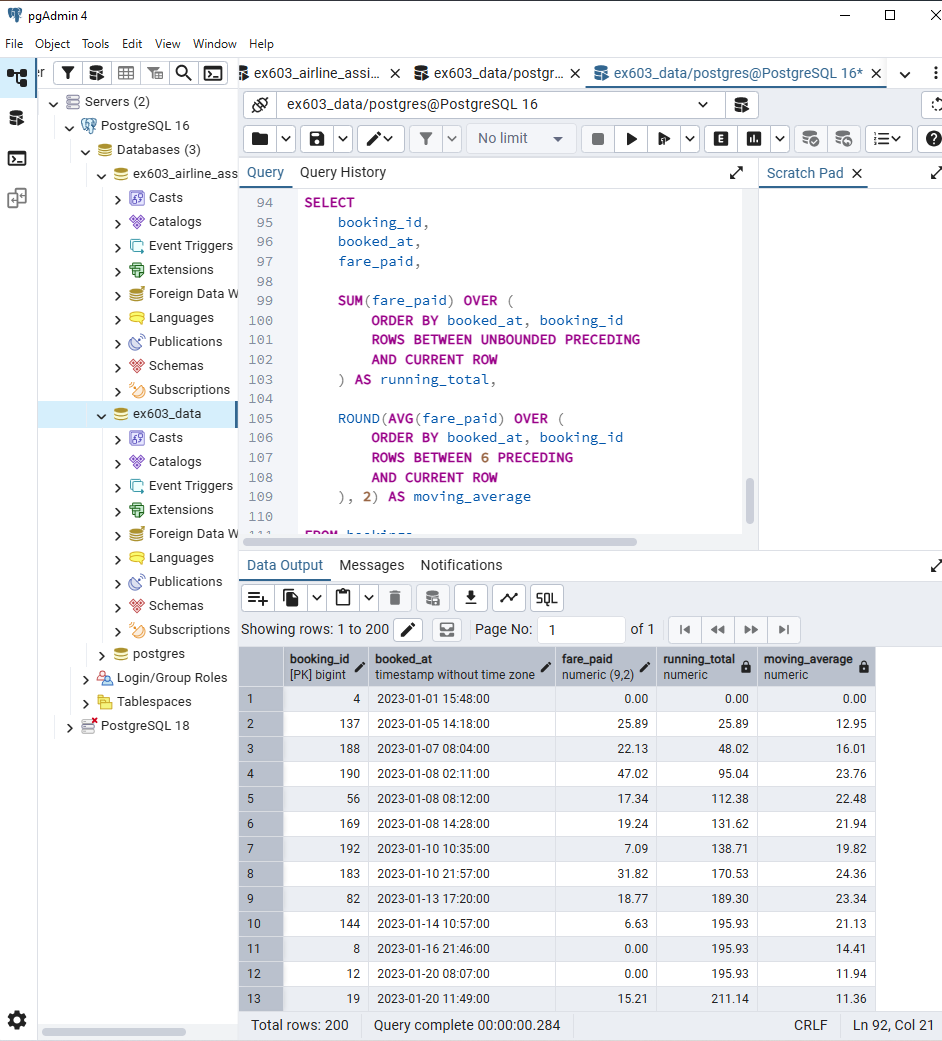 pgAdmin 4
File Object Tools Edit View Window Help
ex603_airline_assi... ex603_data/postgr... ex603_data/postgres@PostgreSQL 16*
ex603_data/postgres@PostgreSQL 16
No limit
E
Query Query History
Scratch Pad
Servers (2)
PostgreSQL 16
Databases (3)
ex603_airline_ass
Casts
Catalogs
Event Triggers
Extensions
Foreign Data W
Languages
Publications
Schemas
Subscriptions
ex603_data
Casts
Catalogs
Event Triggers
Extensions
Foreign Data W
Languages
Publications
Schemas
Subscriptions
postgres
Login/Group Roles
Tablespaces
PostgreSQL 18
94 SELECT
95 booking_id,
96 booked_at,
97 fare_paid,
98
99 SUM(fare_paid) OVER (
100 ORDER BY booked_at, booking_id
101 ROWS BETWEEN UNBOUNDED PRECEDING
102 AND CURRENT ROW
103 ) AS running_total,
104
105 ROUND(AVG(fare_paid) OVER (
106 ORDER BY booked_at, booking_id
107 ROWS BETWEEN 6 PRECEDING
108 AND CURRENT ROW
109 ), 2) AS moving_average
110
111 FROM bookings
Data Output Messages Notifications
SQL
Showing rows: 1 to 200 Page No: 1 of 1
booking_id booked_at fare_paid running_total moving_average
[PK] bigint timestamp without time zone numeric (9,2) numeric numeric
1 4 2023-01-01 15:48:00 0.00 0.00 0.00
2 137 2023-01-05 14:18:00 25.89 25.89 12.95
3 188 2023-01-07 08:04:00 22.13 48.02 16.01
4 190 2023-01-08 02:11:00 47.02 95.04 23.76
5 56 2023-01-08 08:12:00 17.34 112.38 22.48
6 169 2023-01-08 14:28:00 19.24 131.62 21.94
7 192 2023-01-10 10:35:00 7.09 138.71 19.82
8 183 2023-01-10 21:57:00 31.82 170.53 24.36
9 82 2023-01-13 17:20:00 18.77 189.30 23.34
10 144 2023-01-14 10:57:00 6.63 195.93 21.13
11 8 2023-01-16 21:46:00 0.00 195.93 14.41
12 12 2023-01-20 08:07:00 0.00 195.93 11.94
13 19 2023-01-20 11:49:00 15.21 211.14 11.36
Total rows: 200 Query complete 00:00:00.284 CRLF Ln 92, Col 21